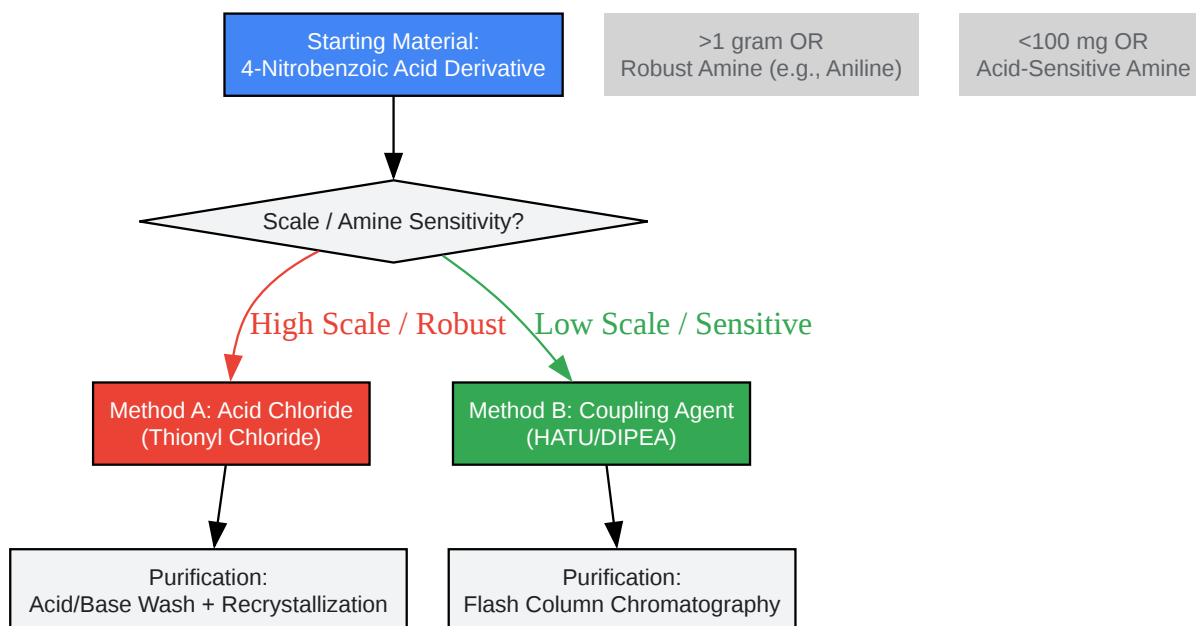 Starting Material:
4-Nitrobenzoic Acid Derivative
>1 gram OR
Robust Amine (e.g., Aniline)
<100 mg OR
Acid-Sensitive Amine
Scale / Amine Sensitivity?
High Scale / Robust
Low Scale / Sensitive
Method A: Acid Chloride
(Thionyl Chloride)
Method B: Coupling Agent
(HATU/DIPEA)
Purification:
Acid/Base Wash + Recrystallization
Purification:
Flash Column Chromatography